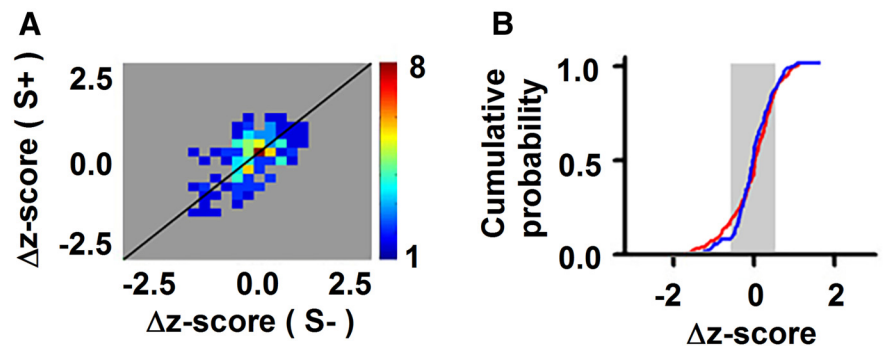 A
B
Δz-score ( S+ )
2.5
0.0
-2.5
-2.5 0.0 2.5
Δz-score ( S- )
8
1
Cumulative
probability
1.0
0.5
0.0
-2 0 2
Δz-score